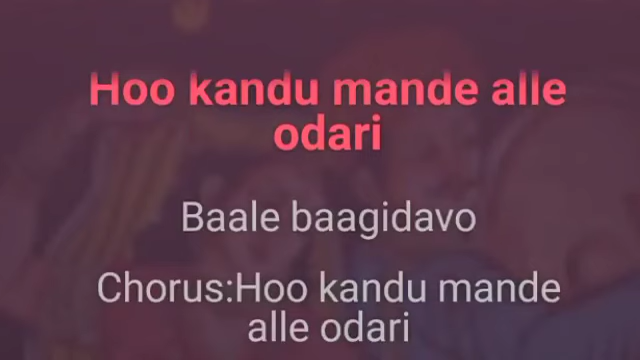 Hoo kandu mande alle
odari
Baale baagidavo
Chorus:Hoo kandu mande
alle odari